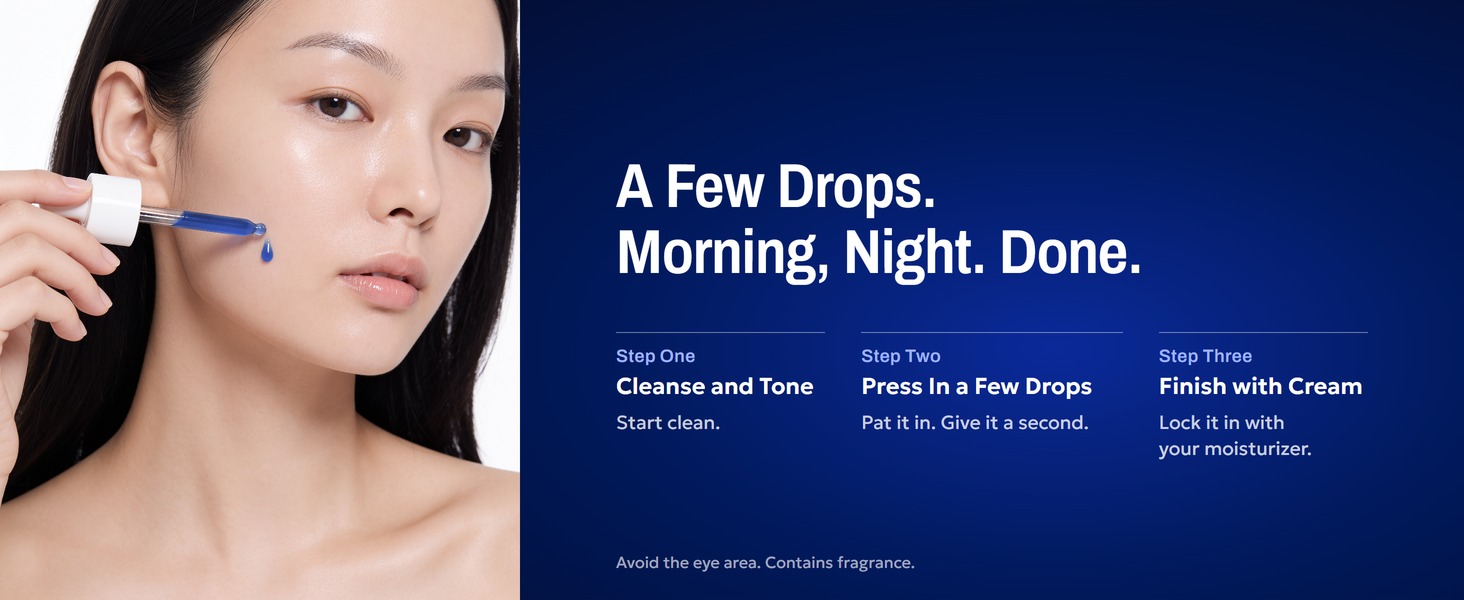 A Few Drops.
Morning, Night. Done.
Step One
Cleanse and Tone
Start clean.
Step Two
Press In a Few Drops
Pat it in. Give it a second.
Step Three
Finish with Cream
Lock it in with
your moisturizer.
Avoid the eye area. Contains fragrance.